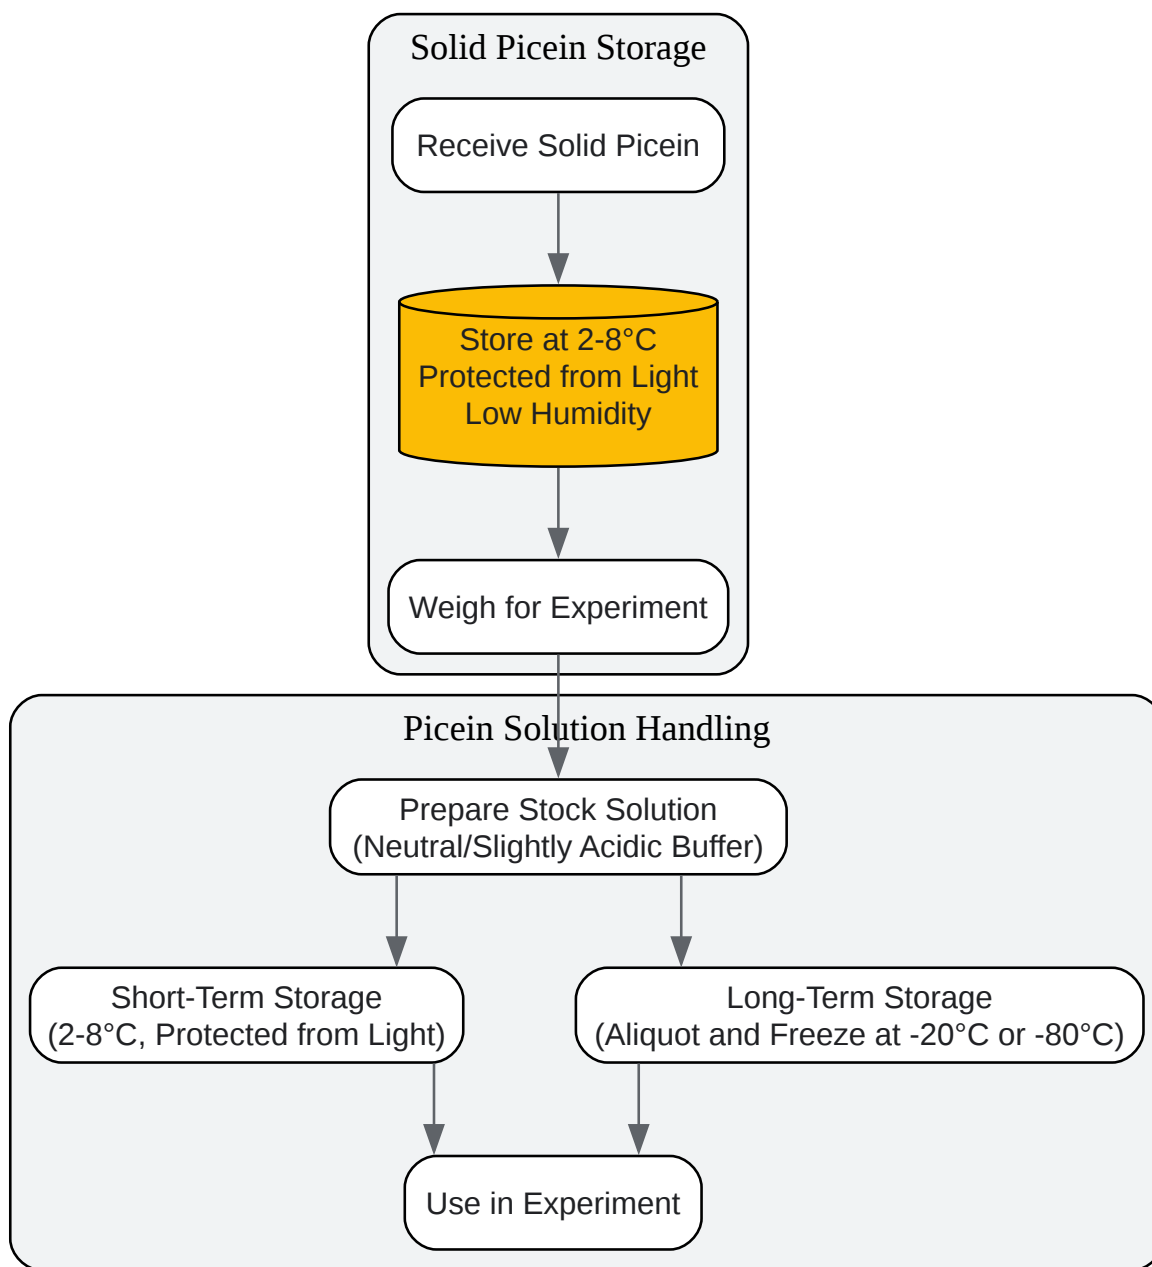 Solid Picein Storage
Receive Solid Picein
Store at 2-8°C
Protected from Light
Low Humidity
Weigh for Experiment
Picein Solution Handling
Prepare Stock Solution
(Neutral/Slightly Acidic Buffer)
Short-Term Storage
(2-8°C, Protected from Light)
Long-Term Storage
(Aliquot and Freeze at -20°C or -80°C)
Use in Experiment